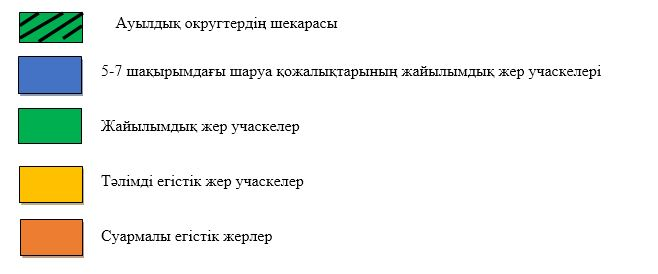 Ауылдық округтердің шекарасы
5-7 шақырымдағы шаруа қожалықтарының жайылымдық жер учаскелері
Жайылымдық жер учаскелер
Тәлімді егістік жер учаскелер
Суармалы егістік жерлер